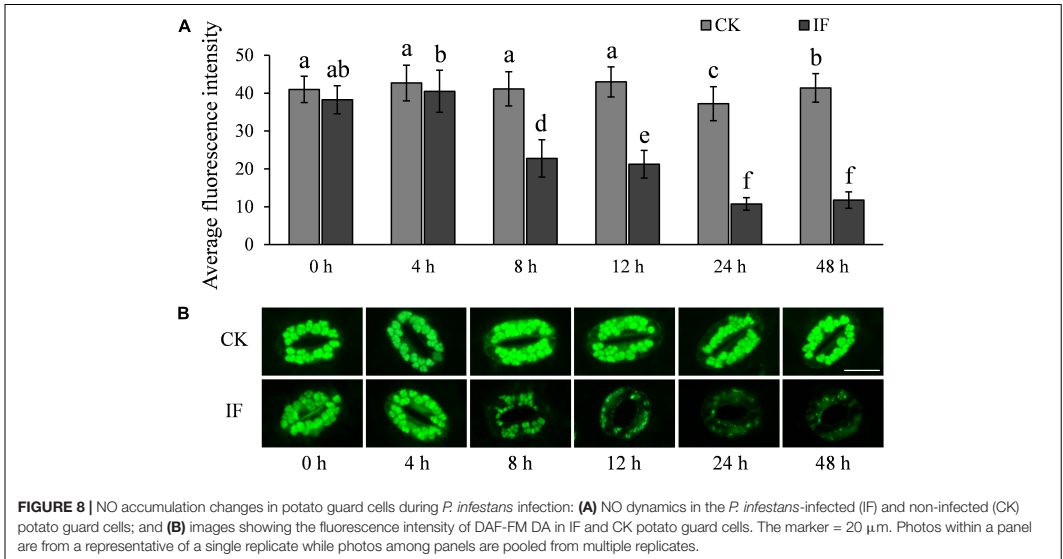 A
CK IF
Average fluorescence intensity
50
40
30
20
10
0
a ab a b a d a e c f b f
0 h 4 h 8 h 12 h 24 h 48 h
B
CK
IF
0 h 4 h 8 h 12 h 24 h 48 h
FIGURE 8 | NO accumulation changes in potato guard cells during P. infestans infection: (A) NO dynamics in the P. infestans-infected (IF) and non-infected (CK)
potato guard cells; and (B) images showing the fluorescence intensity of DAF-FM DA in IF and CK potato guard cells. The marker = 20 μm. Photos within a panel
are from a representative of a single replicate while photos among panels are pooled from multiple replicates.